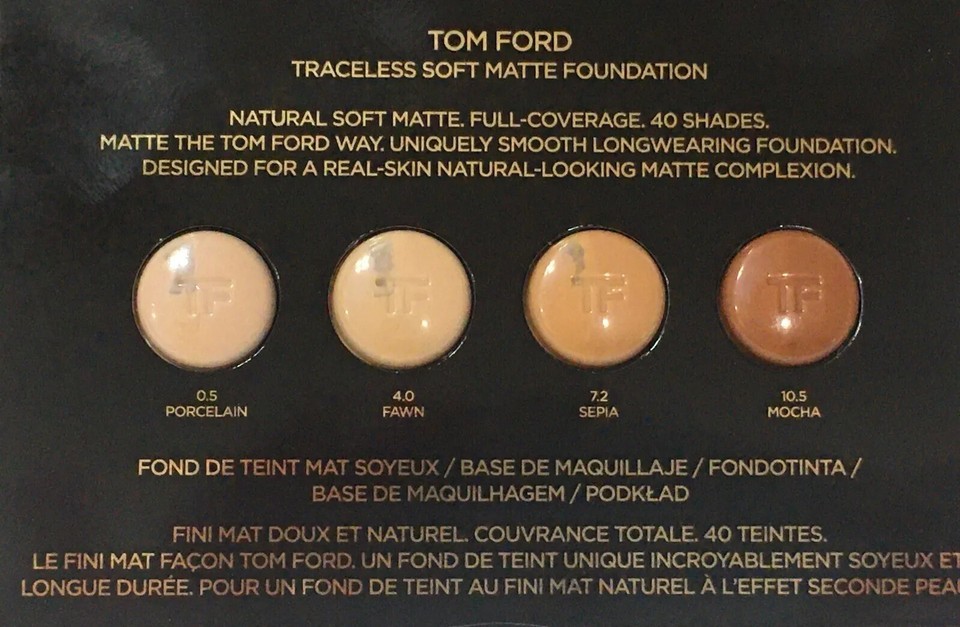 TOM FORD
TRACELESS SOFT MATTE FOUNDATION
NATURAL SOFT MATTE. FULL-COVERAGE. 40 SHADES.
MATTE THE TOM FORD WAY. UNIQUELY SMOOTH LONGWEARING FOUNDATION.
DESIGNED FOR A REAL-SKIN NATURAL-LOOKING MATTE COMPLEXION.
TF TF TF TF
0.5 4.0 7.2 10.5
PORCELAIN FAWN SEPIA MOCHA
FOND DE TEINT MAT SOYEUX / BASE DE MAQUILLAJE / FONDOTINTA /
BASE DE MAQUILHAGEM / PODKŁAD
FINI MAT DOUX ET NATUREL. COUVRANCE TOTALE. 40 TEINTES.
LE FINI MAT FAÇON TOM FORD. UN FOND DE TEINT UNIQUE INCROYABLEMENT SOYEUX ET
LONGUE DURÉE. POUR UN FOND DE TEINT AU FINI MAT NATUREL À L'EFFET SECONDE PEAU